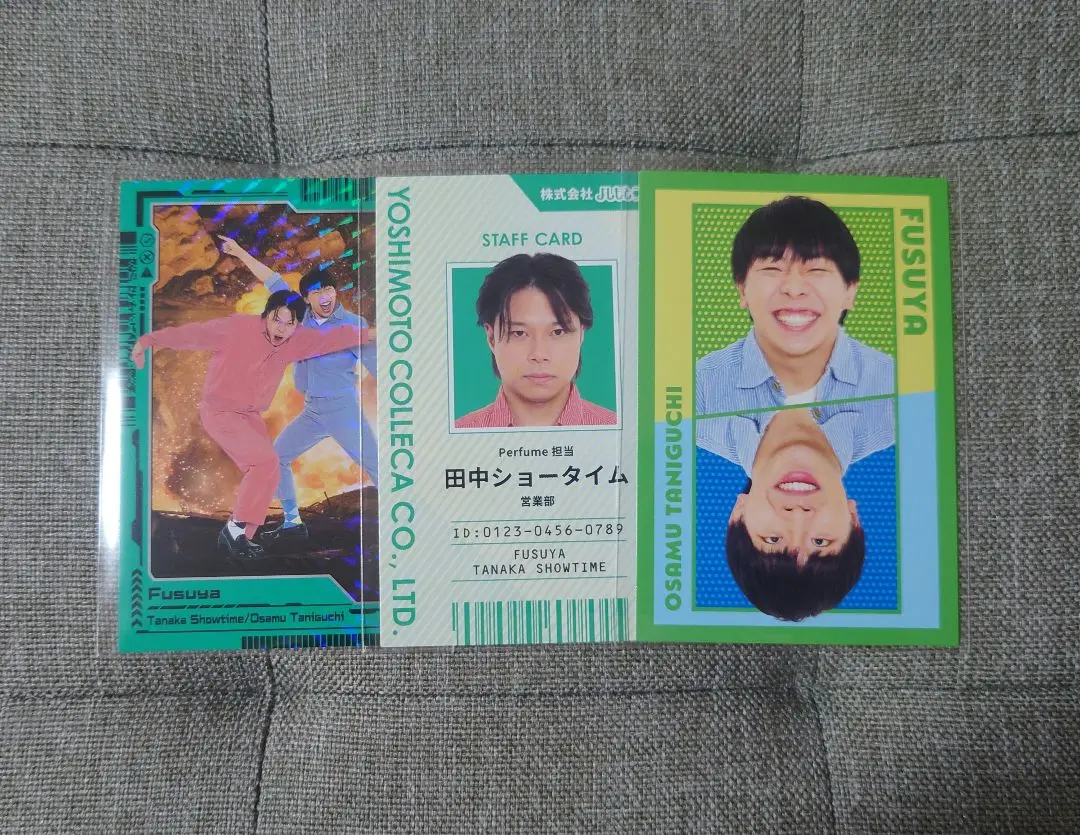 Fusuya
Tanaka Showtime/Osamu Taniguchi
YOSHIMOTO COLLECA CO., LTD.
株式会社
STAFF CARD
Perfume 担当
田中ショータイム
営業部
ID:0123-0456-0789
FUSUYA
TANAKA SHOWTIME
FUSUYA
OSAMU TANIGUCHI